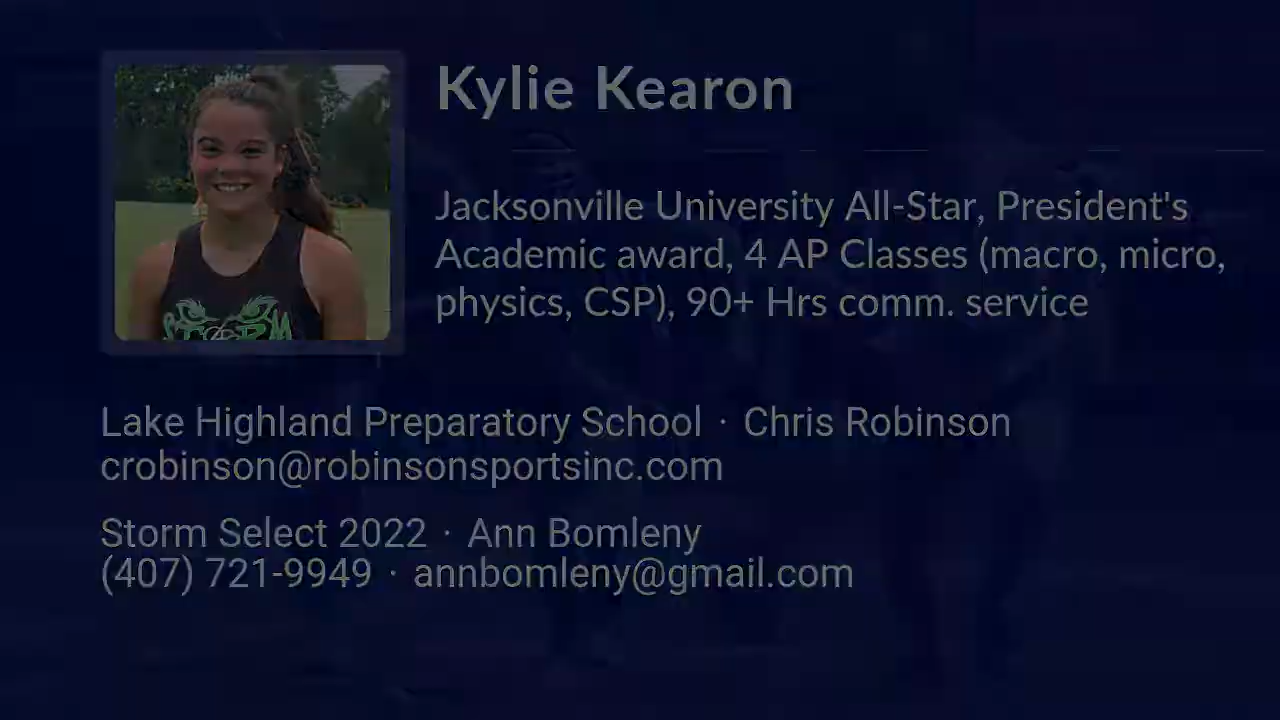 Kylie Kearon
Jacksonville University All-Star, President's
Academic award, 4 AP Classes (macro, micro,
physics, CSP), 90+ Hrs comm. service
STORM
Lake Highland Preparatory School · Chris Robinson
crobinson@robinsonsportsinc.com
Storm Select 2022 · Ann Bomleny
(407) 721-9949 · annbomleny@gmail.com